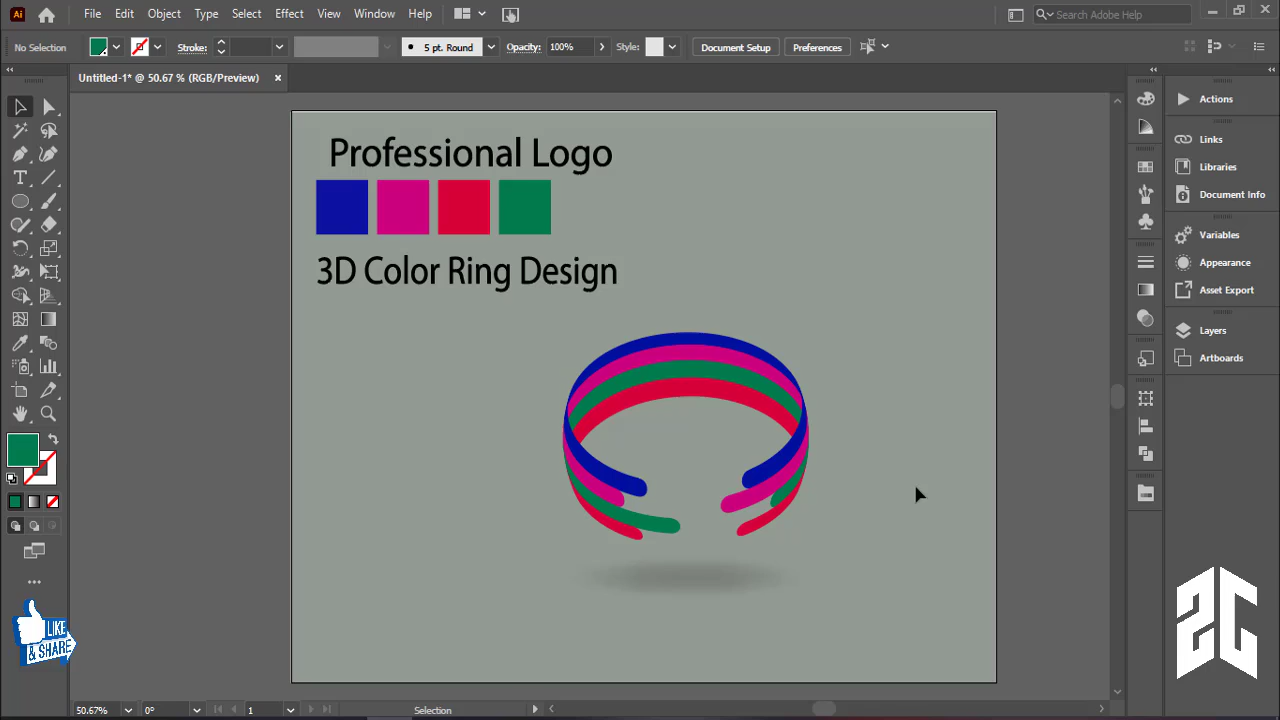 Ai
File Edit Object Type Select Effect View Window Help
Search Adobe Help
No Selection
Stroke:
5 pt. Round
Opacity: 100%
Style:
Document Setup
Preferences
Untitled-1* @ 50.67 % (RGB/Preview)
Professional Logo
3D Color Ring Design
Actions
Links
Libraries
Document Info
Variables
Appearance
Asset Export
Layers
Artboards
LIKE
& SHARE
50.67%
0°
1
Selection